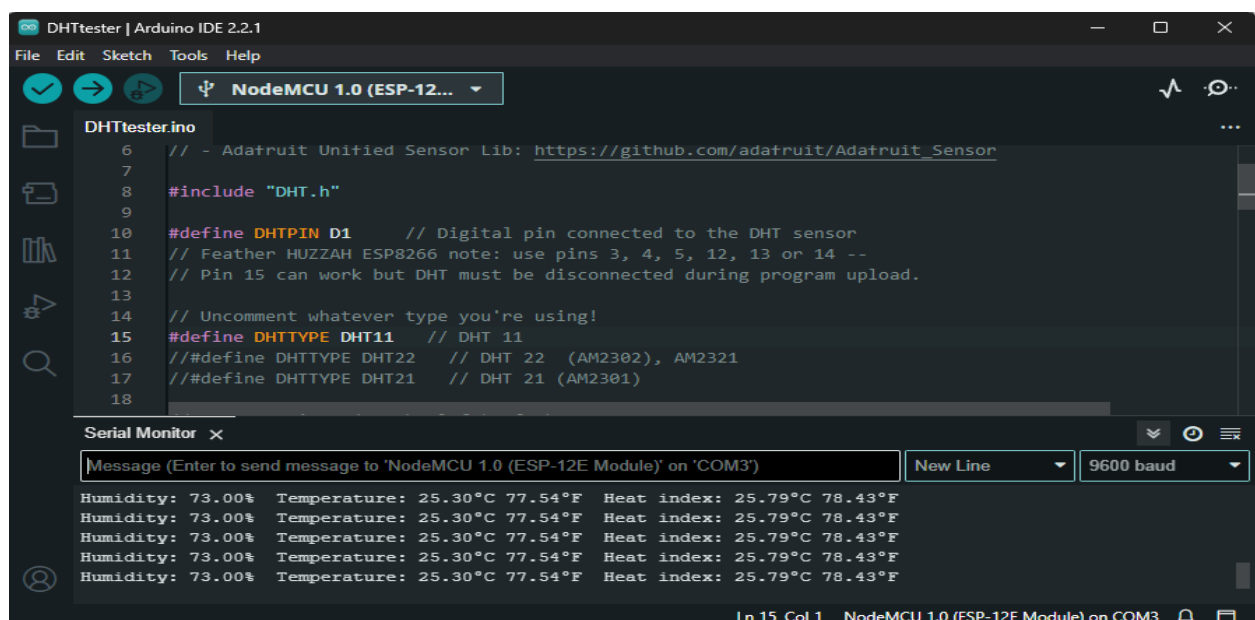 DHTtester | Arduino IDE 2.2.1
File Edit Sketch Tools Help
NodeMCU 1.0 (ESP-12...
DHTtester.ino
6 // - Adafruit Unified Sensor Lib: https://github.com/adafruit/Adafruit_Sensor
7
8 #include "DHT.h"
9
10 #define DHTPIN D1 // Digital pin connected to the DHT sensor
11 // Feather HUZZAH ESP8266 note: use pins 3, 4, 5, 12, 13 or 14 --
12 // Pin 15 can work but DHT must be disconnected during program upload.
13
14 // Uncomment whatever type you're using!
15 #define DHTTYPE DHT11 // DHT 11
16 //#define DHTTYPE DHT22 // DHT 22 (AM2302), AM2321
17 //#define DHTTYPE DHT21 // DHT 21 (AM2301)
18
Serial Monitor
Message (Enter to send message to 'NodeMCU 1.0 (ESP-12E Module)' on 'COM3') New Line 9600 baud
Humidity: 73.00% Temperature: 25.30°C 77.54°F Heat index: 25.79°C 78.43°F
Humidity: 73.00% Temperature: 25.30°C 77.54°F Heat index: 25.79°C 78.43°F
Humidity: 73.00% Temperature: 25.30°C 77.54°F Heat index: 25.79°C 78.43°F
Humidity: 73.00% Temperature: 25.30°C 77.54°F Heat index: 25.79°C 78.43°F
Humidity: 73.00% Temperature: 25.30°C 77.54°F Heat index: 25.79°C 78.43°F
Ln 15, Col 1 NodeMCU 1.0 (ESP-12E Module) on COM3